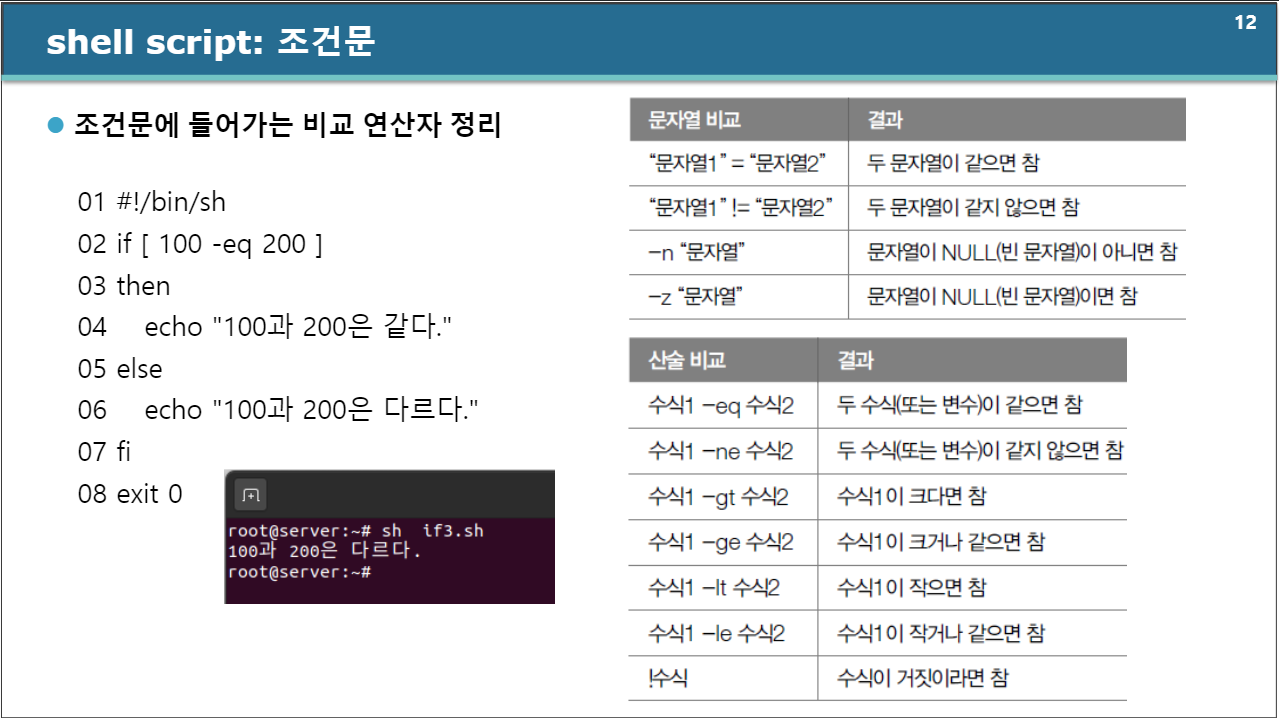 shell script: 조건문
12
조건문에 들어가는 비교 연산자 정리
01 #!/bin/sh
02 if [ 100 -eq 200 ]
03 then
04    echo "100과 200은 같다."
05 else
06    echo "100과 200은 다르다."
07 fi
08 exit 0
root@server:~# sh  if3.sh
100과 200은 다르다.
root@server:~#
문자열 비교 결과
“문자열1” = “문자열2” 두 문자열이 같으면 참
“문자열1” != “문자열2” 두 문자열이 같지 않으면 참
–n “문자열” 문자열이 NULL(빈 문자열)이 아니면 참
–z “문자열” 문자열이 NULL(빈 문자열)이면 참
산술 비교 결과
수식1 –eq 수식2 두 수식(또는 변수)이 같으면 참
수식1 –ne 수식2 두 수식(또는 변수)이 같지 않으면 참
수식1 –gt 수식2 수식1이 크다면 참
수식1 –ge 수식2 수식1이 크거나 같으면 참
수식1 –lt 수식2 수식1이 작으면 참
수식1 –le 수식2 수식1이 작거나 같으면 참
!수식 수식이 거짓이라면 참